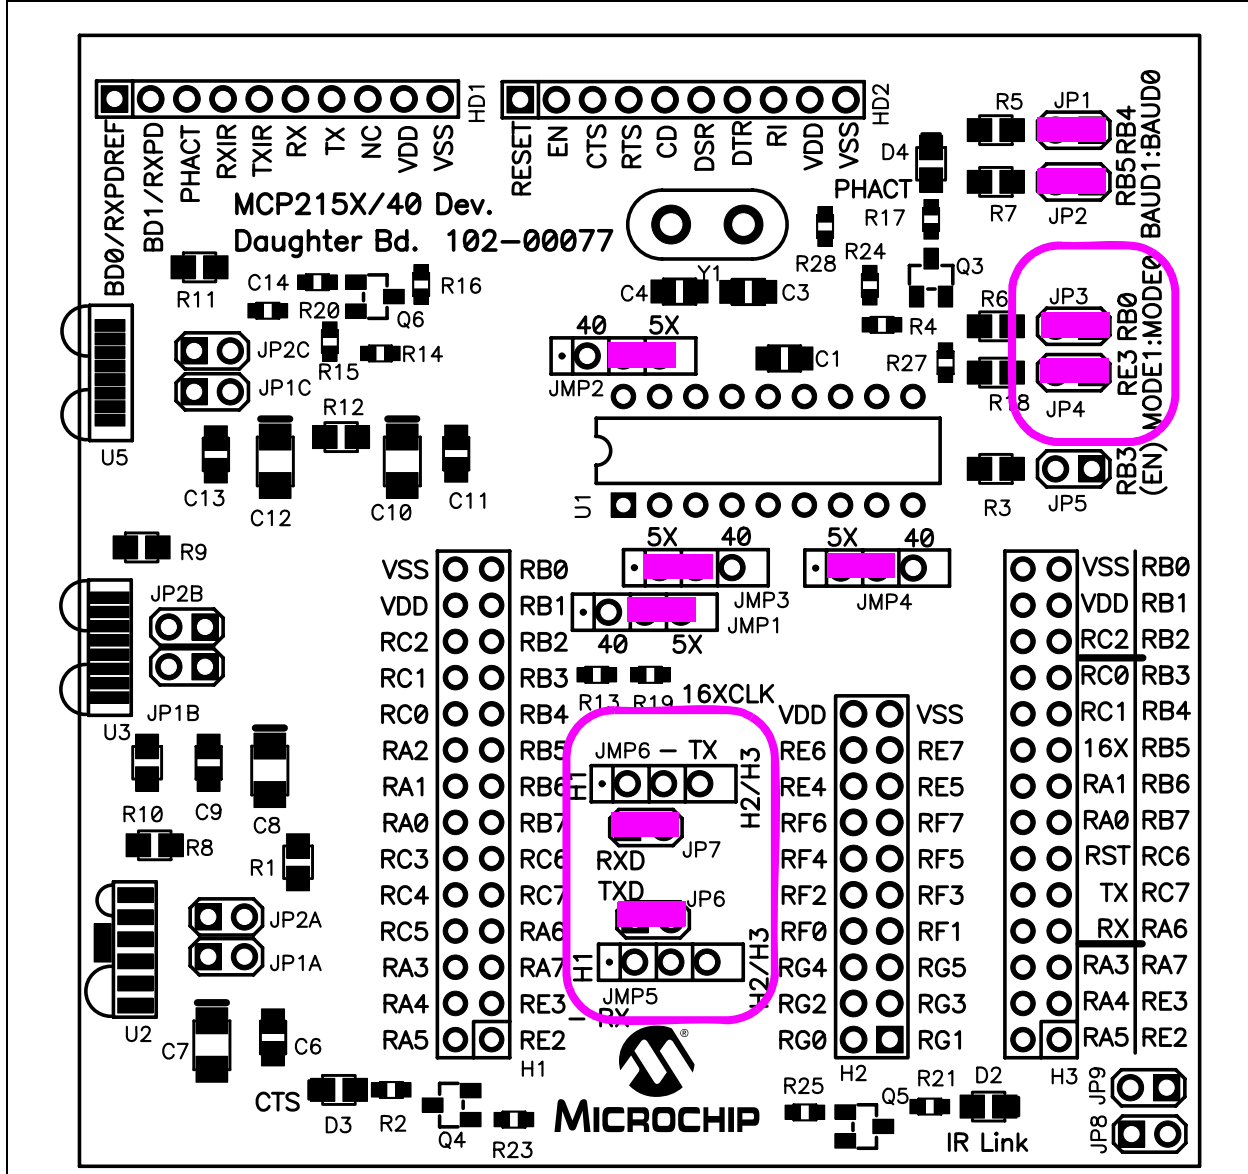 HD1
HD2
BD0/RXPDREF
BD1/RXPD
PHACT
RXIR
TXIR
RX
TX
NC
VDD
VSS
RESET
EN
CTS
RTS
CD
DSR
DTR
RI
VDD
VSS
MCP215X/40 Dev.
Daughter Bd. 102-00077
D4
PHACT
R5
JP1
RB4
R7
JP2
RB5
BAUD1:BAUD0
R17
R28
R24
Q3
R11
C14
R20
Q6
R16
Y1
C4
C3
R6
JP3
RB0
R4
R15
R14
JP2C
JP1C
40 5X
JMP2
C1
R27
R18
JP4
RE3
(EN) MODE1:MODE0
U5
R12
C13
C12
C10
C11
U1
R3
JP5
RB3
R9
5X 40
JMP3
5X 40
JMP4
JMP1
40 5X
R13 R19
16XCLK
JP2B
JP1B
U3
VSS RB0
VDD RB1
RC2 RB2
RC1 RB3
RC0 RB4
RA2 RB5
RA1 RB6
RA0 RB7
RC3 RC6
RC4 RC7
RC5 RA6
RA3 RA7
RA4 RE3
RA5 RE2
H1
JMP6 – TX
H1
H2/H3
JP7
RXD
TXD
JP6
H1
H2/H3
JMP5
– RX
VDD VSS
RE6 RE7
RE4 RE5
RF6 RF7
RF4 RF5
RF2 RF3
RF0 RF1
RG4 RG5
RG2 RG3
RG0 RG1
H2
VSS RB0
VDD RB1
RC2 RB2
RC0 RB3
RC1 RB4
16X RB5
RA1 RB6
RA0 RB7
RST RC6
TX RC7
RX RA6
RA3 RA7
RA4 RE3
RA5 RE2
H3
R10
C9
C8
R8
R1
JP2A
JP1A
U2
C7
C6
CTS
D3
R2
Q4
R23
MICROCHIP
®
R25
Q5
R21
D2
IR Link
JP9
JP8